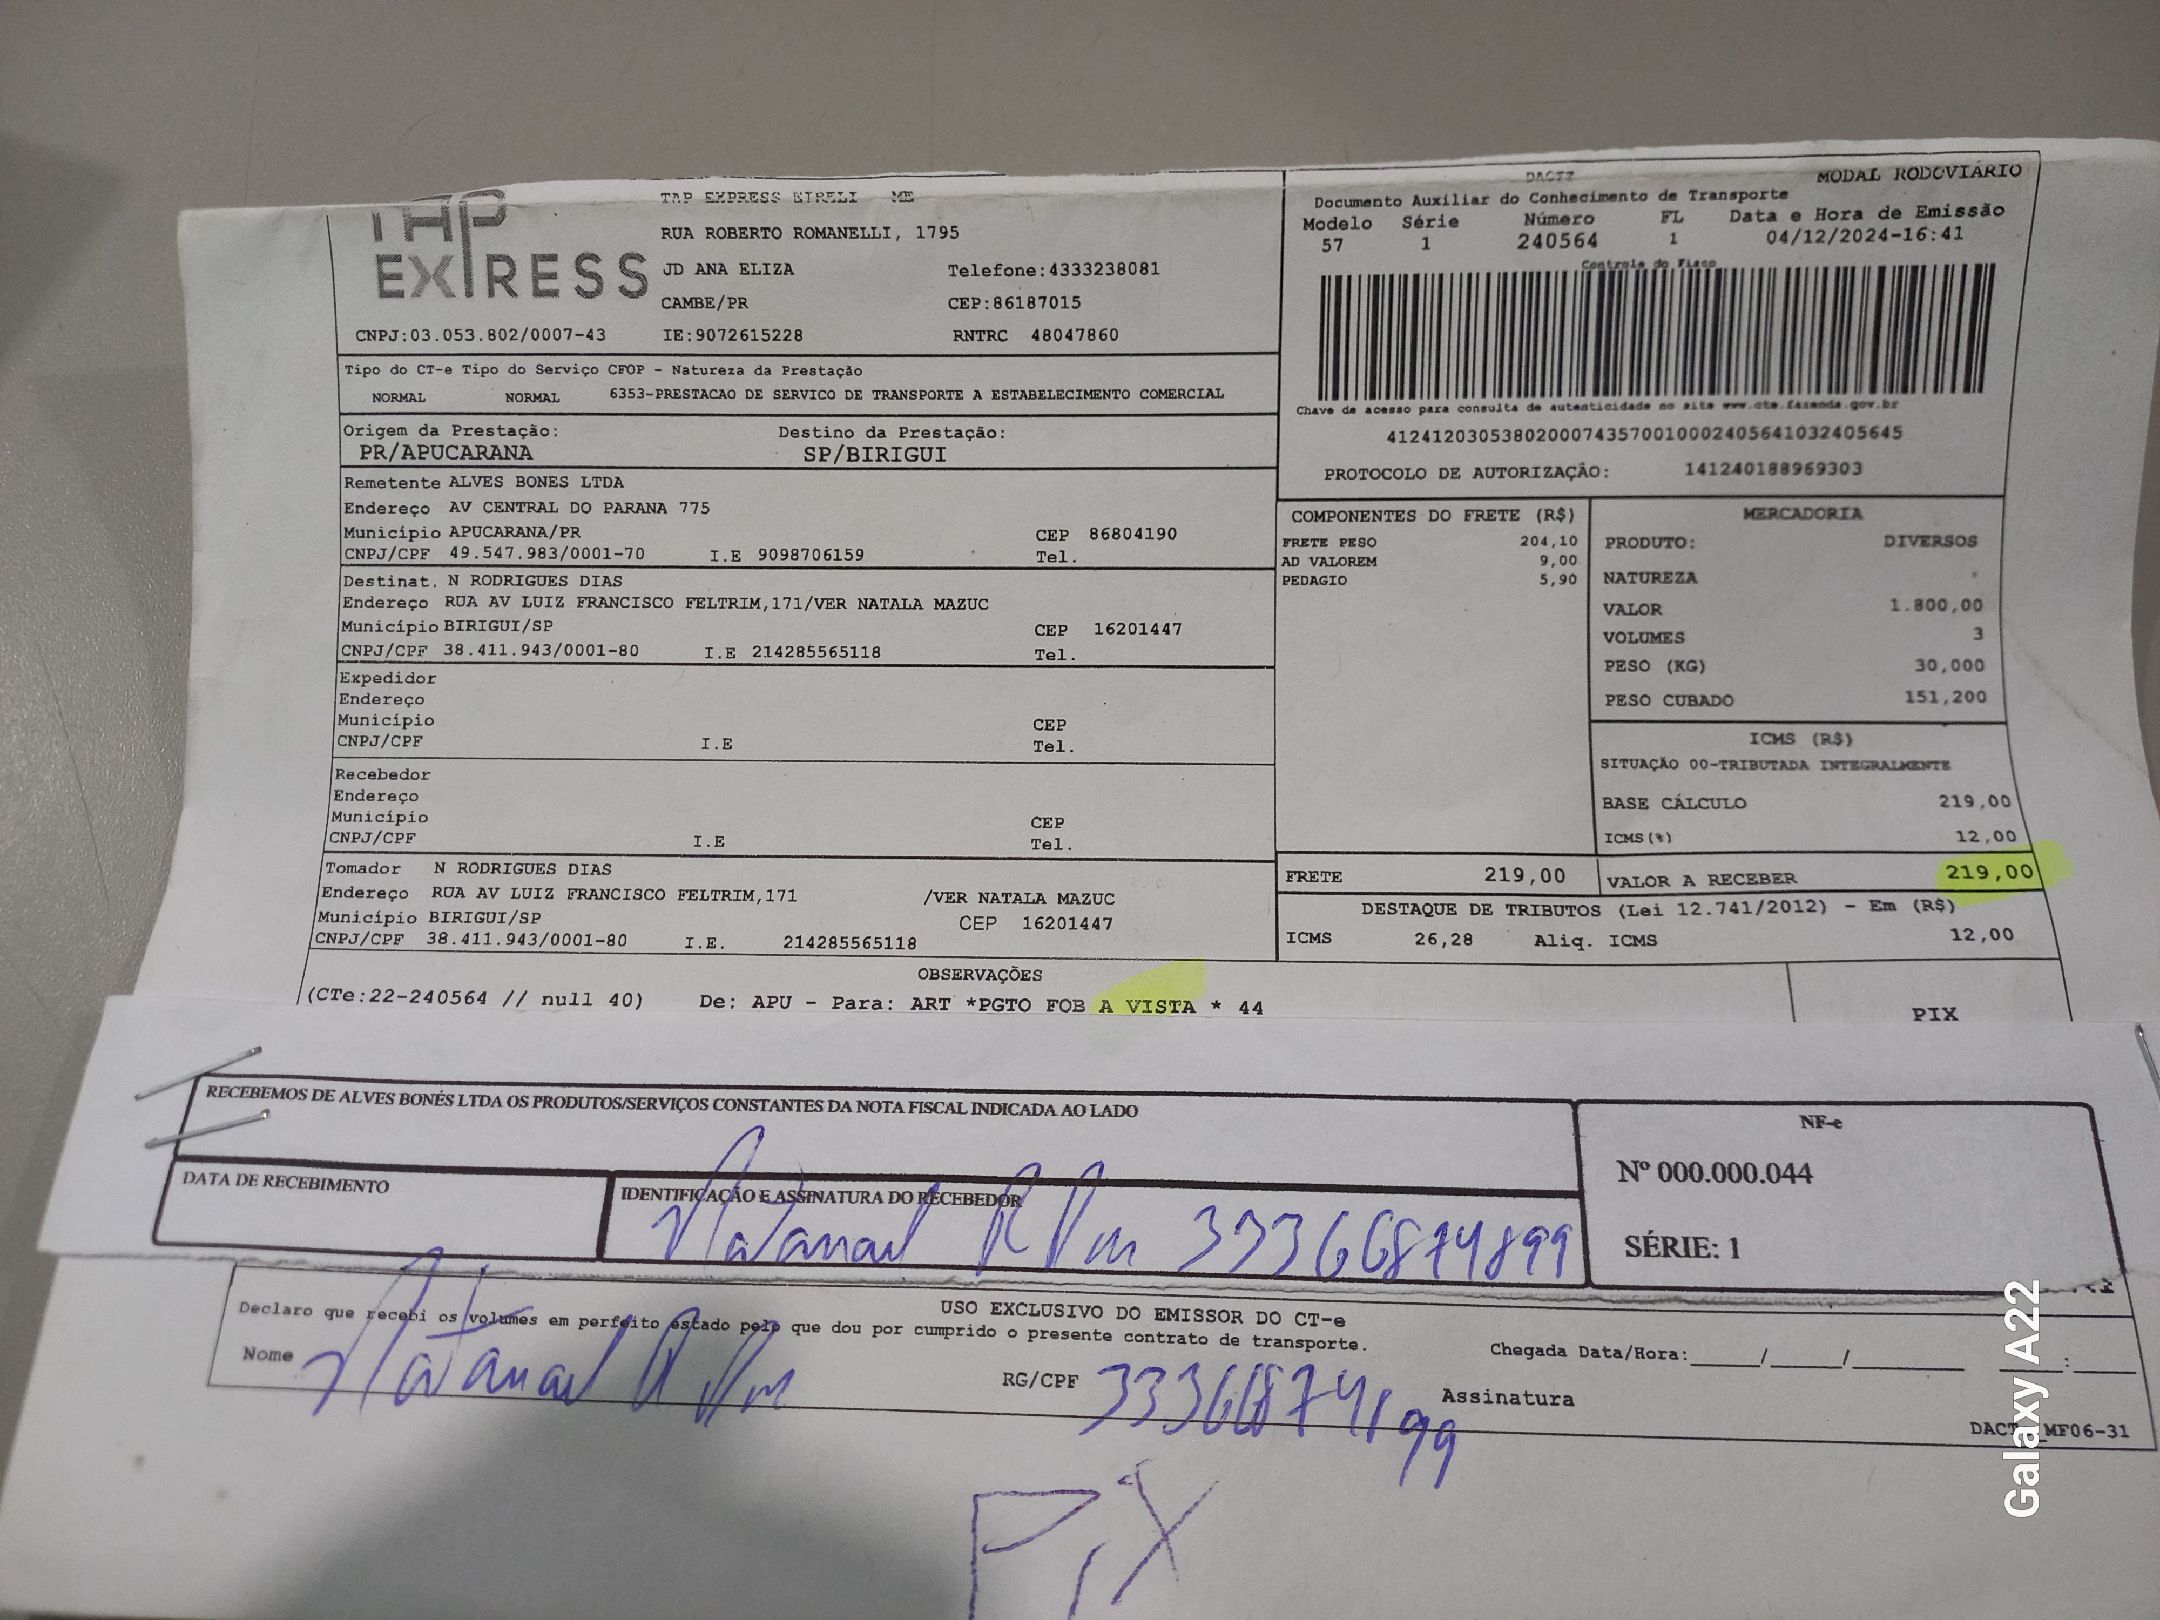 TAP EXPRESS
TAP EXPRESS EIRELI ME
RUA ROBERTO ROMANELLI, 1795
JD ANA ELIZA Telefone:4333238081
CAMBE/PR CEP:86187015
CNPJ:03.053.802/0007-43 IE:9072615228 RNTRC 48047860
Tipo do CT-e Tipo do Serviço CFOP - Natureza da Prestação
NORMAL NORMAL 6353-PRESTACAO DE SERVICO DE TRANSPORTE A ESTABELECIMENTO COMERCIAL
Origem da Prestação: Destino da Prestação:
PR/APUCARANA SP/BIRIGUI
Remetente ALVES BONES LTDA
Endereço AV CENTRAL DO PARANA 775
Município APUCARANA/PR CEP 86804190
CNPJ/CPF 49.547.983/0001-70 I.E 9098706159 Tel.
Destinat. N RODRIGUES DIAS
Endereço RUA AV LUIZ FRANCISCO FELTRIM,171/VER NATALA MAZUC
Município BIRIGUI/SP CEP 16201447
CNPJ/CPF 38.411.943/0001-80 I.E 214285565118 Tel.
Expedidor
Endereço
Município CEP
CNPJ/CPF I.E Tel.
Recebedor
Endereço
Município CEP
CNPJ/CPF I.E Tel.
Tomador N RODRIGUES DIAS
Endereço RUA AV LUIZ FRANCISCO FELTRIM,171 /VER NATALA MAZUC
Município BIRIGUI/SP CEP 16201447
CNPJ/CPF 38.411.943/0001-80 I.E. 214285565118
DACTE MODAL RODOVIÁRIO
Documento Auxiliar do Conhecimento de Transporte
Modelo Série Número FL Data e Hora de Emissão
57 1 240564 1 04/12/2024-16:41
Controle do Fisco
Chave de acesso para consulta de autenticidade no site www.cte.fazenda.gov.br
41241203053802000743570010002405641032405645
PROTOCOLO DE AUTORIZAÇÃO: 141240188969303
COMPONENTES DO FRETE (R$)
FRETE PESO 204,10
AD VALOREM 9,00
PEDAGIO 5,90
MERCADORIA
PRODUTO: DIVERSOS
NATUREZA
VALOR 1.800,00
VOLUMES 3
PESO (KG) 30,000
PESO CUBADO 151,200
ICMS (R$)
SITUAÇÃO 00-TRIBUTADA INTEGRALMENTE
BASE CÁLCULO 219,00
ICMS(%) 12,00
FRETE 219,00 VALOR A RECEBER 219,00
DESTAQUE DE TRIBUTOS (Lei 12.741/2012) - Em (R$)
ICMS 26,28 Aliq. ICMS 12,00
OBSERVAÇÕES
(CTe:22-240564 // null 40) De: APU - Para: ART *PGTO FOB A VISTA * 44
PIX
RECEBEMOS DE ALVES BONÉS LTDA OS PRODUTOS/SERVIÇOS CONSTANTES DA NOTA FISCAL INDICADA AO LADO
DATA DE RECEBIMENTO
IDENTIFICAÇÃO E ASSINATURA DO RECEBEDOR
33366874899
NF-e
Nº 000.000.044
SÉRIE: 1
USO EXCLUSIVO DO EMISSOR DO CT-e
Declaro que recebi os volumes em perfeito estado pelo que dou por cumprido o presente contrato de transporte.
Nome RG/CPF Assinatura
Chegada Data/Hora:_____/_____/_________ _____:_____
PiX
Galaxy A22